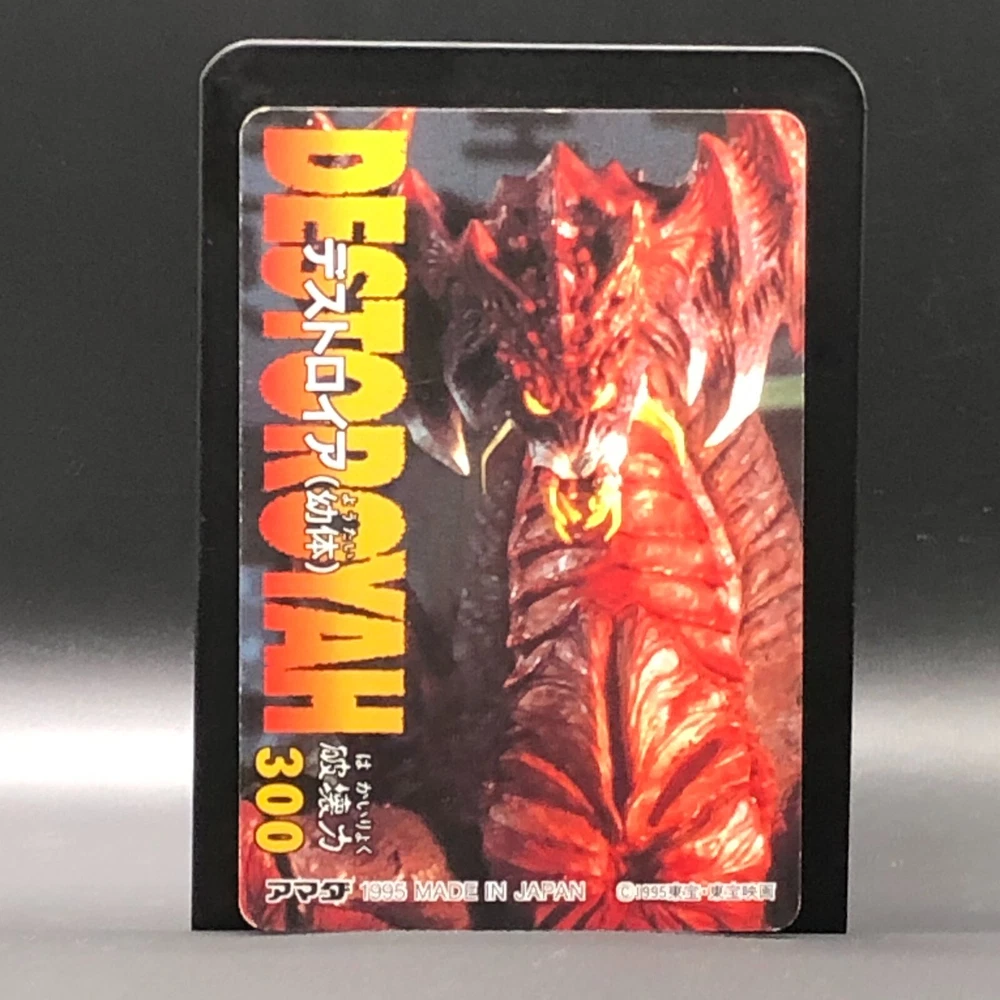 DESTOROYAH
デストロイア(幼体)
ようたい
はかいりょく
破壊力
300
アマダ 1995 MADE IN JAPAN ©1995東宝・東宝映画